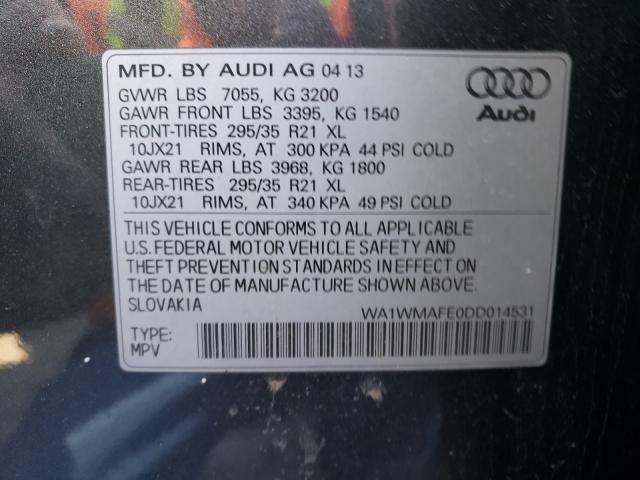 MFD. BY AUDI AG 04 13
Audi
GVWR LBS 7055, KG 3200
GAWR FRONT LBS 3395, KG 1540
FRONT-TIRES 295/35 R21 XL
10JX21 RIMS, AT 300 KPA 44 PSI COLD
GAWR REAR LBS 3968, KG 1800
REAR-TIRES 295/35 R21 XL
10JX21 RIMS, AT 340 KPA 49 PSI COLD
THIS VEHICLE CONFORMS TO ALL APPLICABLE
U.S. FEDERAL MOTOR VEHICLE SAFETY AND
THEFT PREVENTION STANDARDS IN EFFECT ON
THE DATE OF MANUFACTURE SHOWN ABOVE.
SLOVAKIA
WA1WMAFE0DD014531
TYPE:
MPV